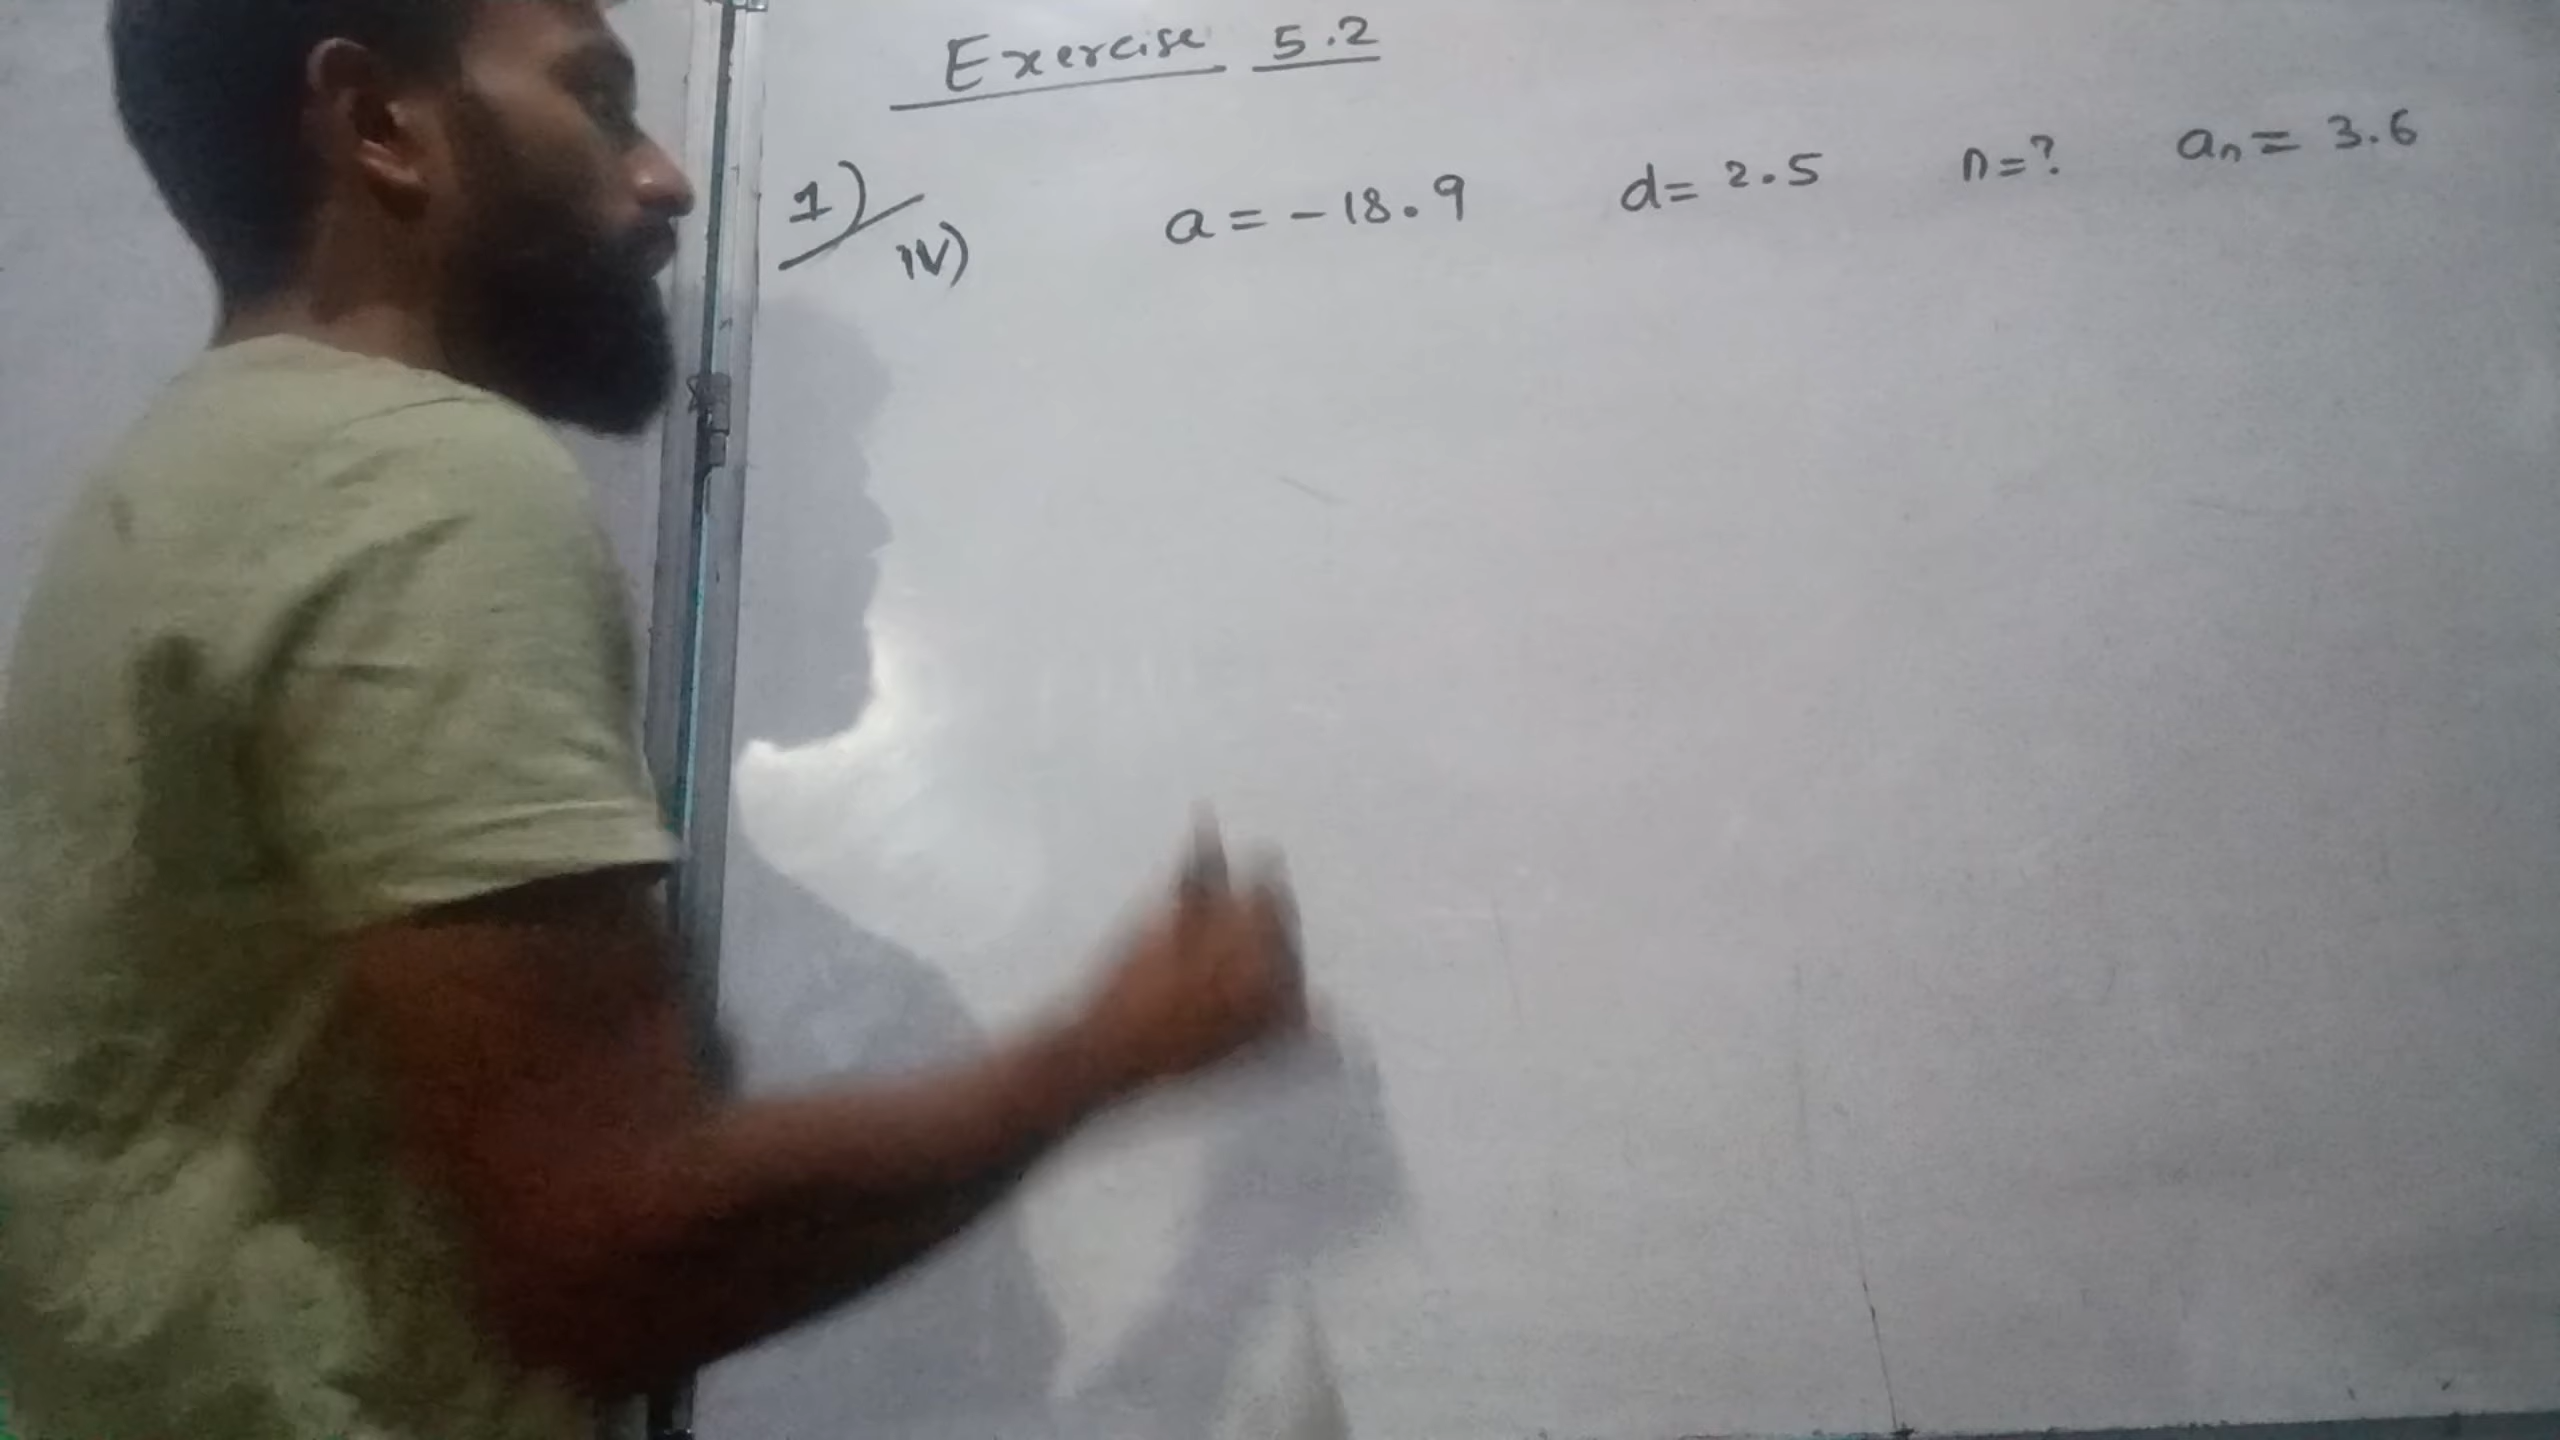 Exercise 5.2
1) iv) a = -18.9 d = 2.5 n = ? aₙ = 3.6